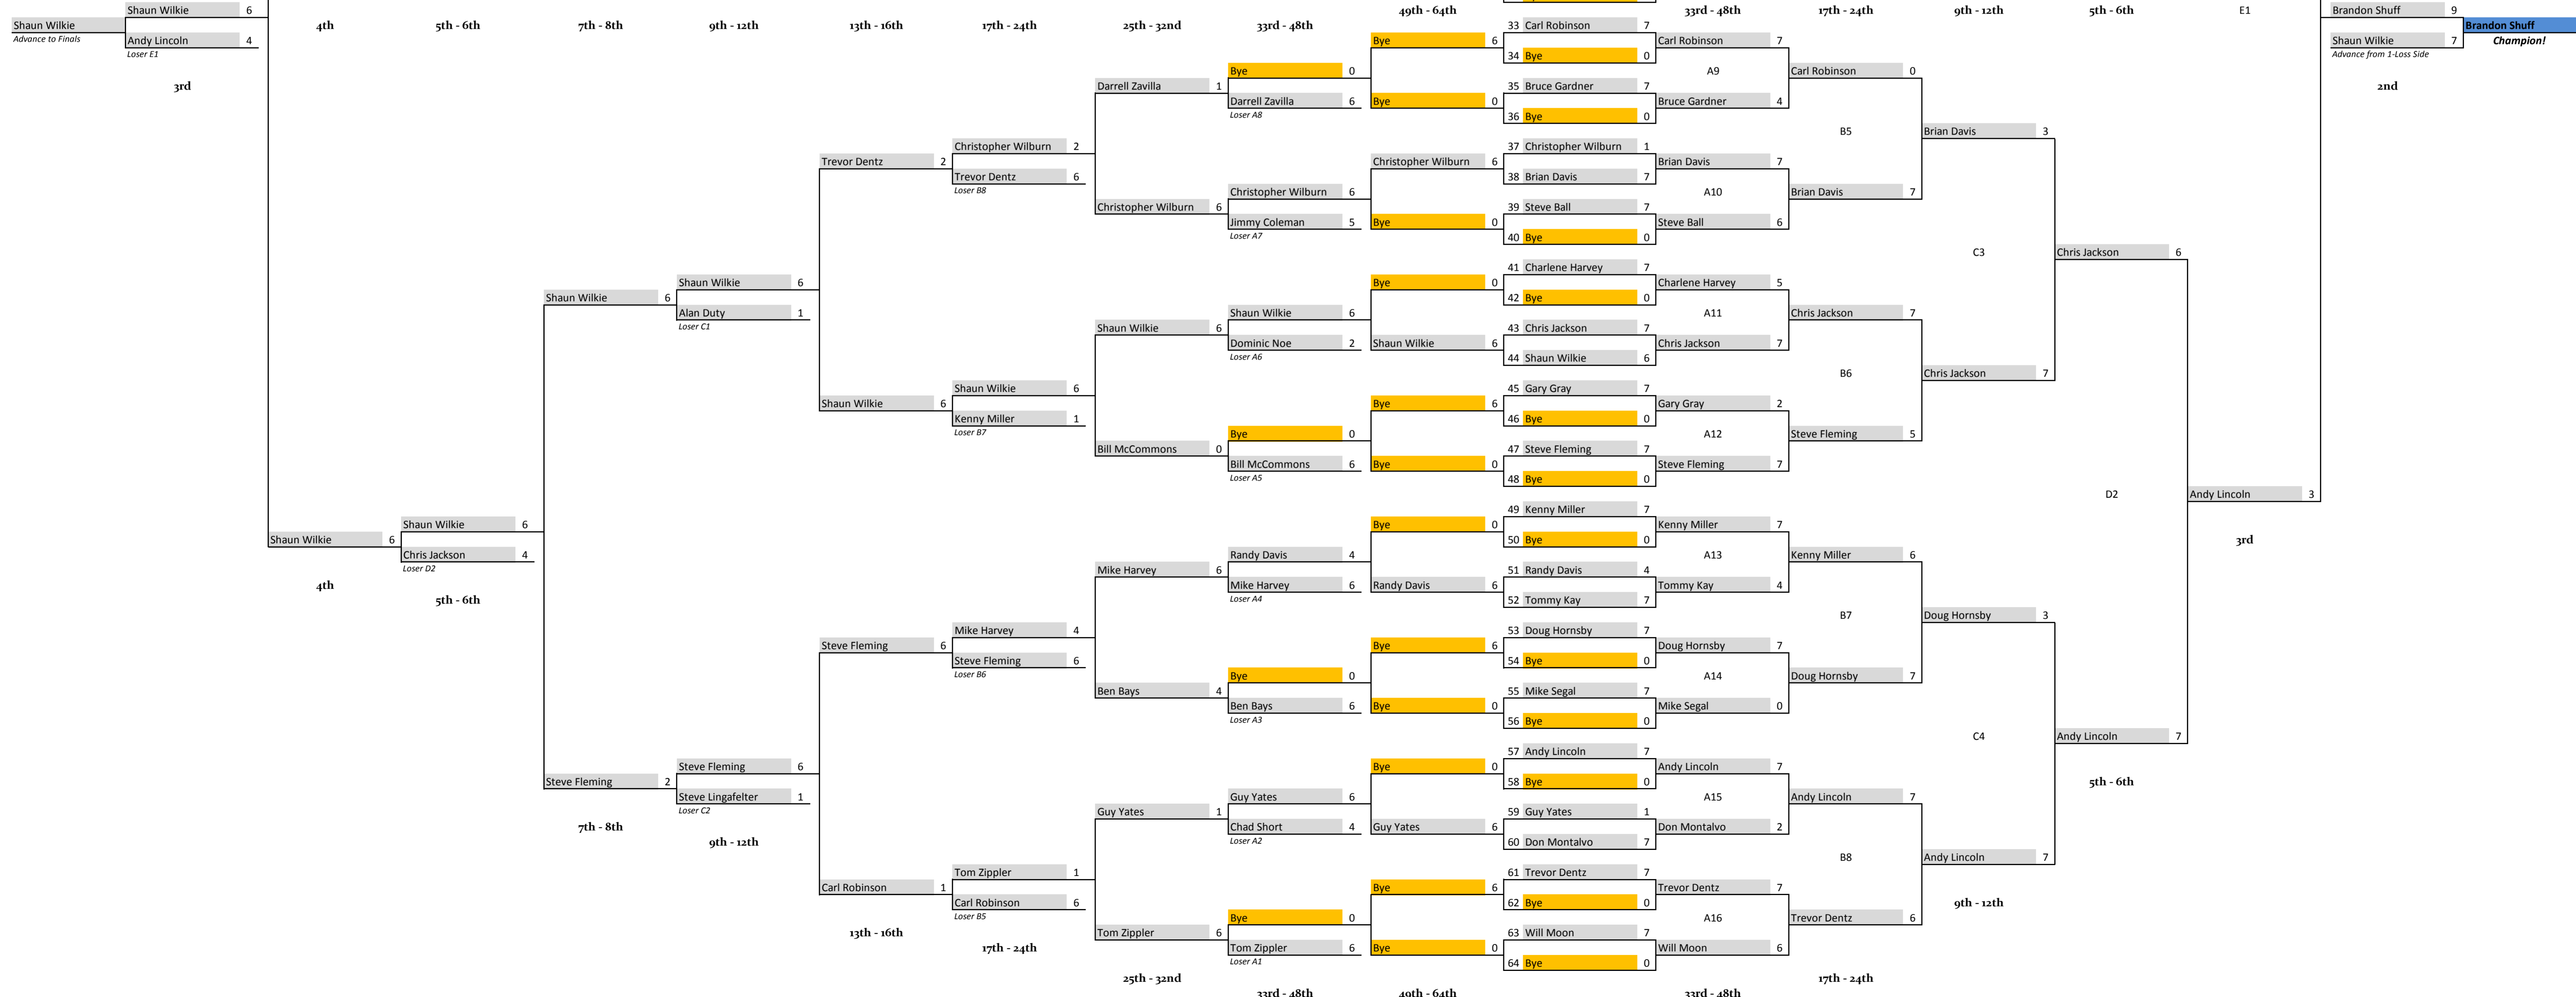 Shaun Wilkie
Advance to Finals
Shaun Wilkie 6
Andy Lincoln 4
Loser E1
3rd
4th
Shaun Wilkie 6
4th
5th - 6th
Shaun Wilkie 6
Chris Jackson 4
Loser D2
5th - 6th
7th - 8th
Shaun Wilkie 6
Steve Fleming 2
7th - 8th
9th - 12th
Shaun Wilkie 6
Alan Duty 1
Loser C1
Steve Fleming 6
Steve Lingafelter 1
Loser C2
9th - 12th
13th - 16th
Trevor Dentz 2
Shaun Wilkie 6
Steve Fleming 6
Carl Robinson 1
13th - 16th
17th - 24th
Christopher Wilburn 2
Trevor Dentz 6
Loser B8
Shaun Wilkie 6
Kenny Miller 1
Loser B7
Mike Harvey 4
Steve Fleming 6
Loser B6
Tom Zippler 1
Carl Robinson 6
Loser B5
17th - 24th
25th - 32nd
Darrell Zavilla 1
Christopher Wilburn 6
Shaun Wilkie 6
Bill McCommons 0
Mike Harvey 6
Ben Bays 4
Guy Yates 1
Tom Zippler 6
25th - 32nd
33rd - 48th
Bye 0
Darrell Zavilla 6
Loser A8
Christopher Wilburn 6
Jimmy Coleman 5
Loser A7
Shaun Wilkie 6
Dominic Noe 2
Loser A6
Bye 0
Bill McCommons 6
Loser A5
Randy Davis 4
Mike Harvey 6
Loser A4
Bye 0
Ben Bays 6
Loser A3
Guy Yates 6
Chad Short 4
Loser A2
Bye 0
Tom Zippler 6
Loser A1
33rd - 48th
49th - 64th
Bye 6
Bye 0
Christopher Wilburn 6
Bye 0
Bye 0
Shaun Wilkie 6
Bye 6
Bye 0
Bye 0
Randy Davis 6
Bye 6
Bye 0
Bye 0
Guy Yates 6
Bye 6
Bye 0
49th - 64th
33 Carl Robinson 7
34 Bye 0
35 Bruce Gardner 7
36 Bye 0
37 Christopher Wilburn 1
38 Brian Davis 7
39 Steve Ball 7
40 Bye 0
41 Charlene Harvey 7
42 Bye 0
43 Chris Jackson 7
44 Shaun Wilkie 6
45 Gary Gray 7
46 Bye 0
47 Steve Fleming 7
48 Bye 0
49 Kenny Miller 7
50 Bye 0
51 Randy Davis 4
52 Tommy Kay 7
53 Doug Hornsby 7
54 Bye 0
55 Mike Segal 7
56 Bye 0
57 Andy Lincoln 7
58 Bye 0
59 Guy Yates 1
60 Don Montalvo 7
61 Trevor Dentz 7
62 Bye 0
63 Will Moon 7
64 Bye 0
33rd - 48th
Carl Robinson 7
A9
Bruce Gardner 4
Brian Davis 7
A10
Steve Ball 6
Charlene Harvey 5
A11
Chris Jackson 7
Gary Gray 2
A12
Steve Fleming 7
Kenny Miller 7
A13
Tommy Kay 4
Doug Hornsby 7
A14
Mike Segal 0
Andy Lincoln 7
A15
Don Montalvo 2
Trevor Dentz 7
A16
Will Moon 6
33rd - 48th
17th - 24th
Carl Robinson 0
B5
Brian Davis 7
Chris Jackson 7
B6
Steve Fleming 5
Kenny Miller 6
B7
Doug Hornsby 7
Andy Lincoln 7
B8
Trevor Dentz 6
17th - 24th
9th - 12th
Brian Davis 3
C3
Chris Jackson 7
Doug Hornsby 3
C4
Andy Lincoln 7
9th - 12th
5th - 6th
Chris Jackson 6
D2
Andy Lincoln 7
5th - 6th
E1
Andy Lincoln 3
3rd
Brandon Shuff 9
Shaun Wilkie 7
Advance from 1-Loss Side
2nd
Brandon Shuff
Champion!